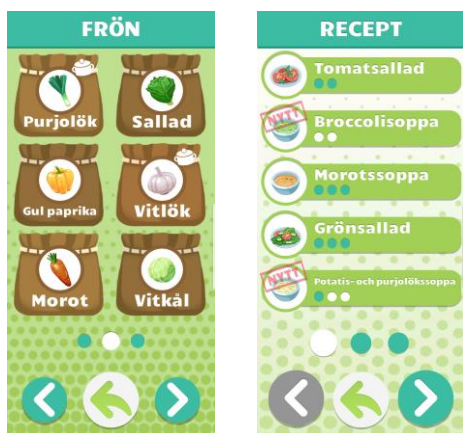 FRÖN
Purjolök
Sallad
Gul paprika
Vitlök
Morot
Vitkål
RECEPT
Tomatsallad
NYTT
Broccolisoppa
Morotssoppa
Grönsallad
NYTT
Potatis- och purjolökssoppa